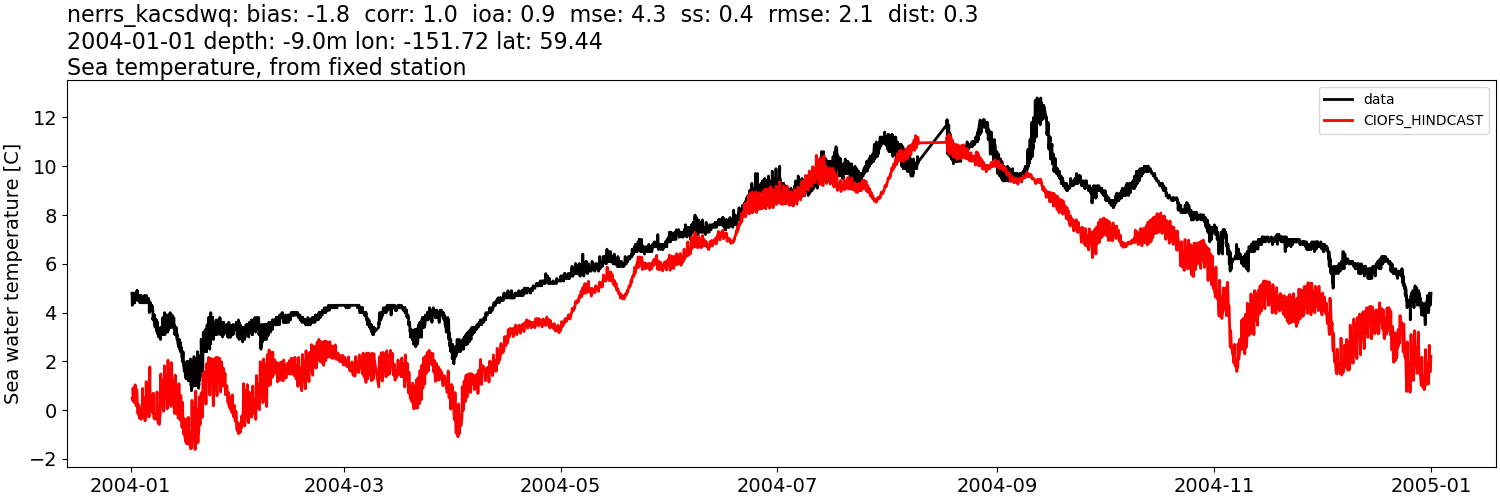 nerrs_kacsdwq: bias: -1.8  corr: 1.0  ioa: 0.9  mse: 4.3  ss: 0.4  rmse: 2.1  dist: 0.3
2004-01-01 depth: -9.0m lon: -151.72 lat: 59.44
Sea temperature, from fixed station
data
CIOFS_HINDCAST
Sea water temperature [C]
12
10
8
6
4
2
0
−2
2004-01
2004-03
2004-05
2004-07
2004-09
2004-11
2005-01